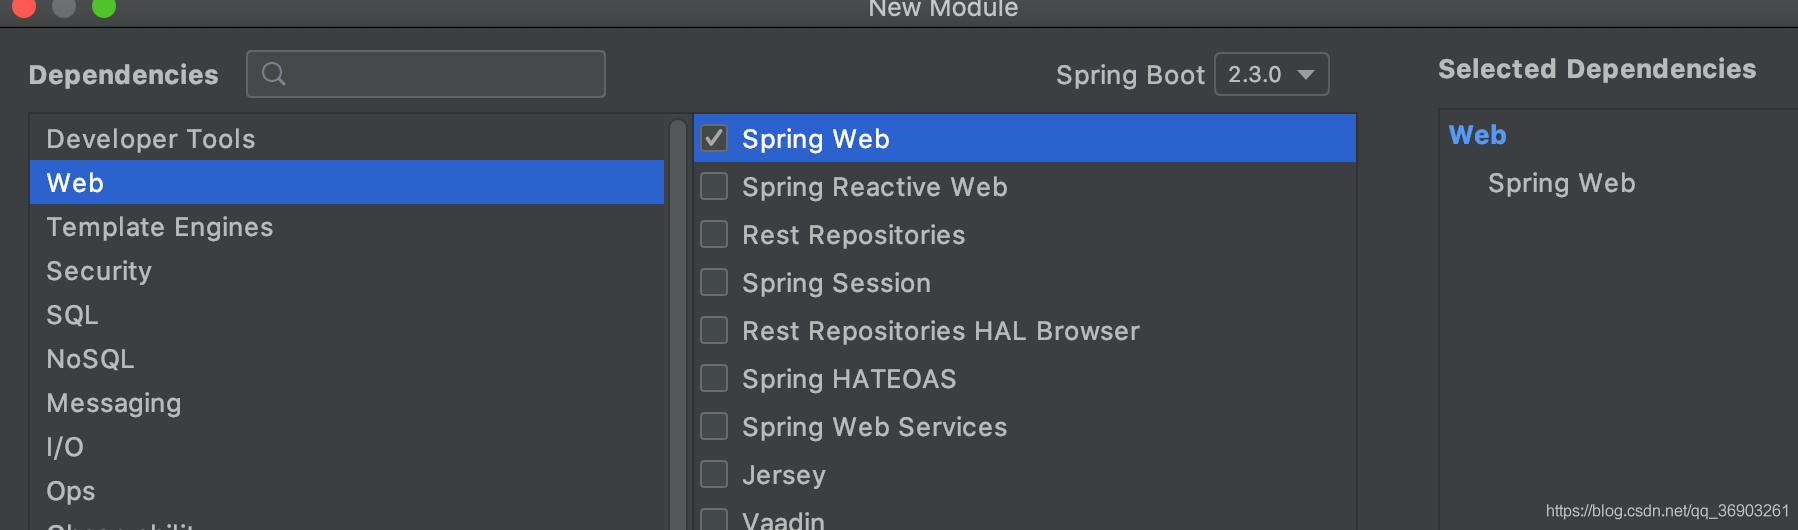 New Module
Dependencies
Spring Boot 2.3.0
Selected Dependencies
Developer Tools
Web
Template Engines
Security
SQL
NoSQL
Messaging
I/O
Ops
Spring Web
Spring Reactive Web
Rest Repositories
Spring Session
Rest Repositories HAL Browser
Spring HATEOAS
Spring Web Services
Jersey
Vaadin
Web
Spring Web
https://blog.csdn.net/qq_36903261